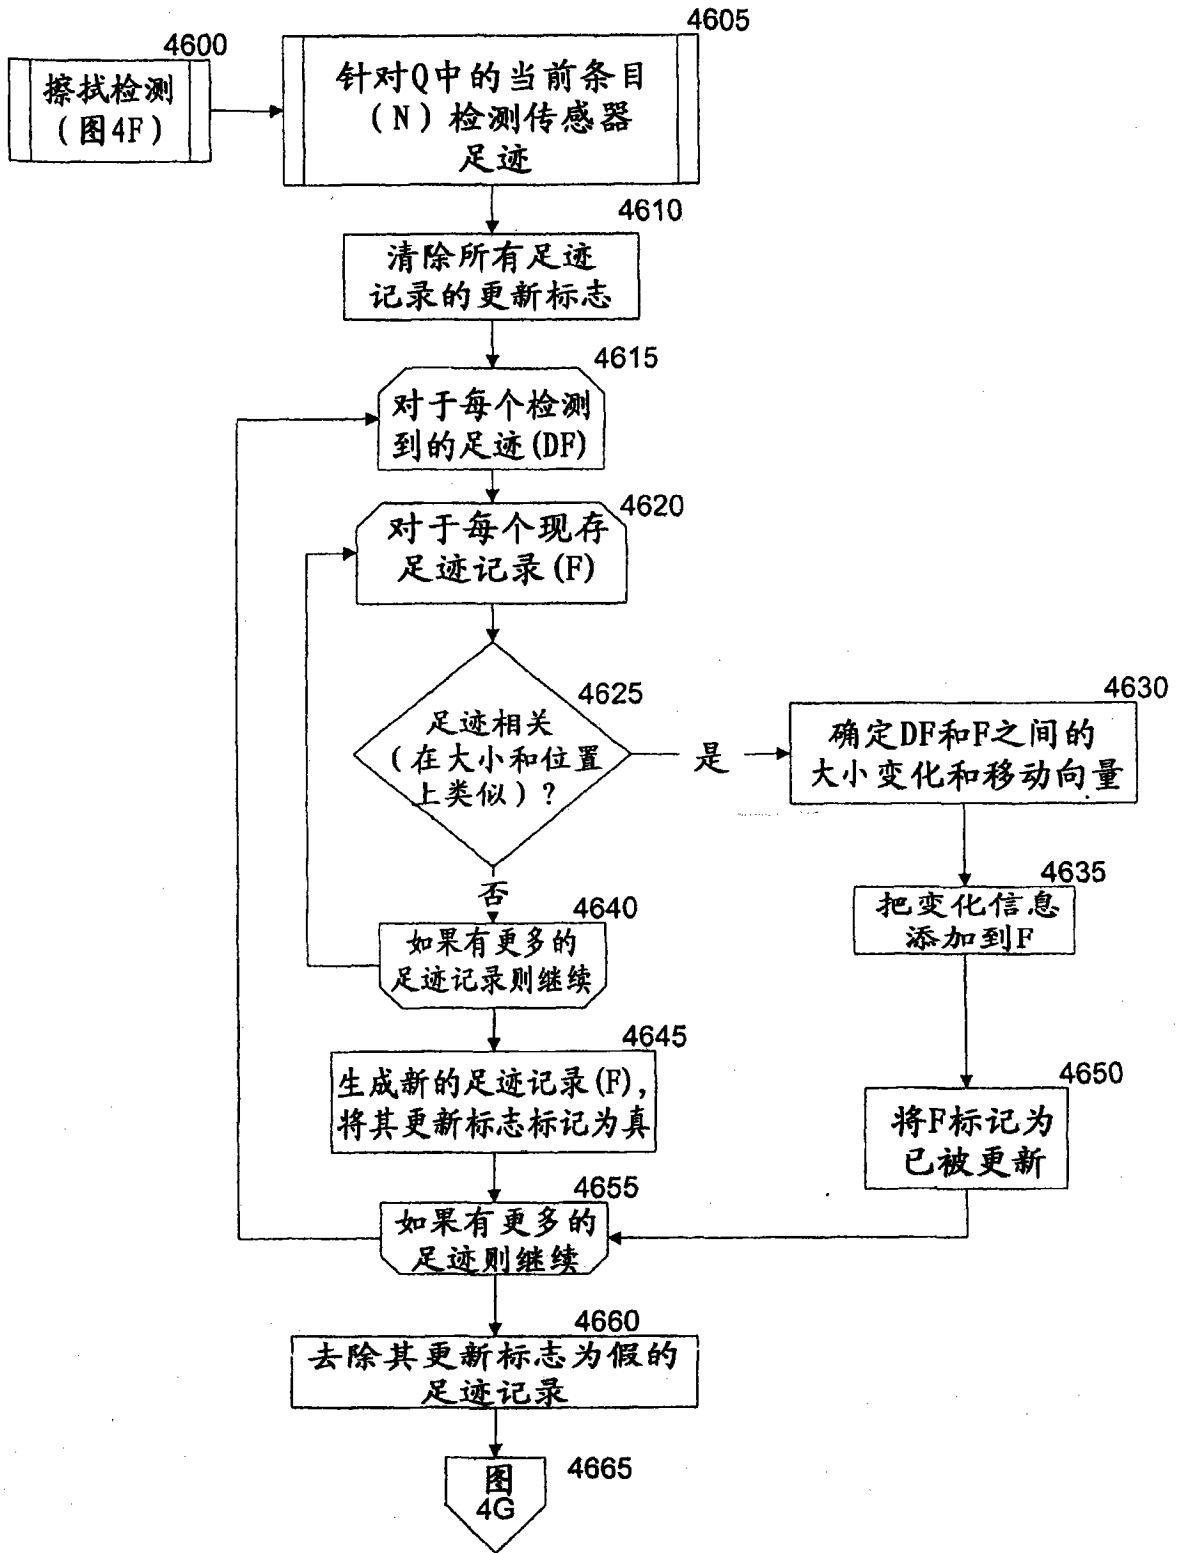 4600
擦拭检测
(图4F)
4605
针对Q中的当前条目
(N)检测传感器
足迹
4610
清除所有足迹
记录的更新标志
4615
对于每个检测
到的足迹(DF)
4620
对于每个现存
足迹记录(F)
4625
足迹相关
(在大小和位置
上类似)?
是
4630
确定DF和F之间的
大小变化和移动向量
4635
把变化信息
添加到F
否
4640
如果有更多的
足迹记录则继续
4645
生成新的足迹记录(F),
将其更新标志标记为真
4650
将F标记为
已被更新
4655
如果有更多的
足迹则继续
4660
去除其更新标志为假的
足迹记录
图
4G
4665